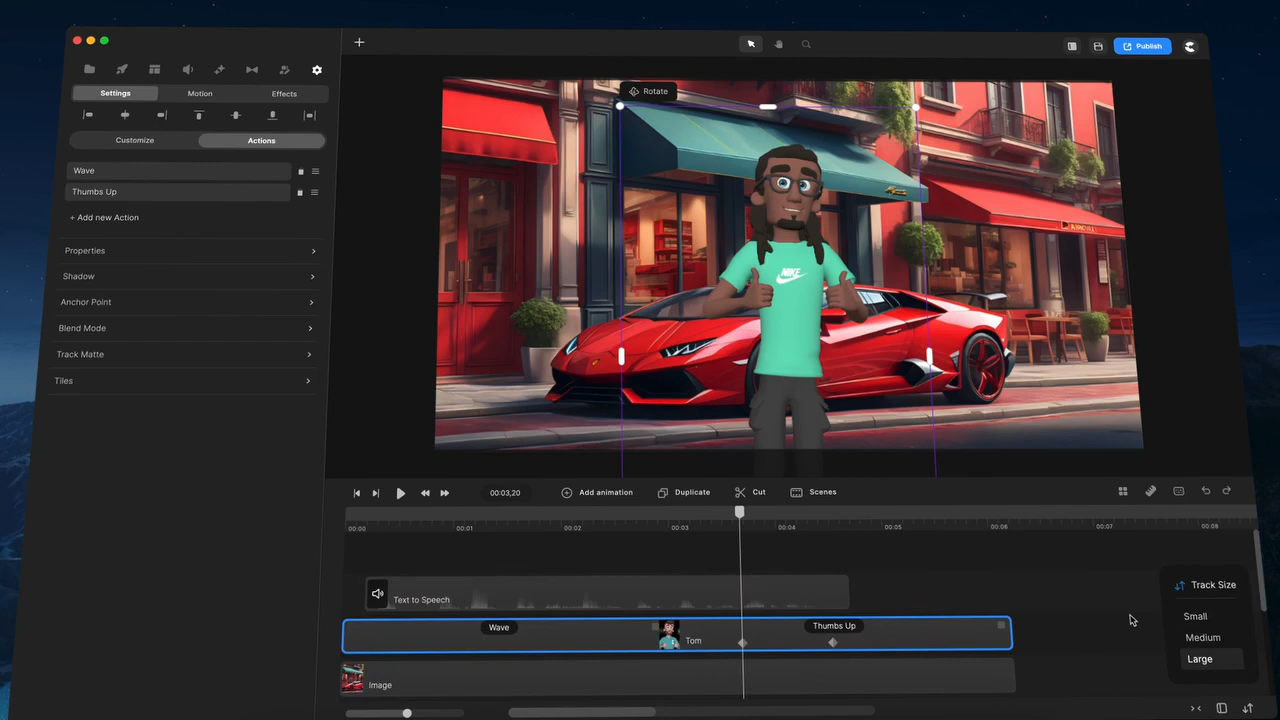 Publish
Settings
Motion
Effects
Customize
Actions
Wave
Thumbs Up
+ Add new Action
Properties
Shadow
Anchor Point
Blend Mode
Track Matte
Tiles
Rotate
NIKE
00:03,20
Add animation
Duplicate
Cut
Scenes
00:00
00:01
00:02
00:03
00:04
00:05
00:06
00:07
00:08
Text to Speech
Wave
Tom
Thumbs Up
Image
Track Size
Small
Medium
Large